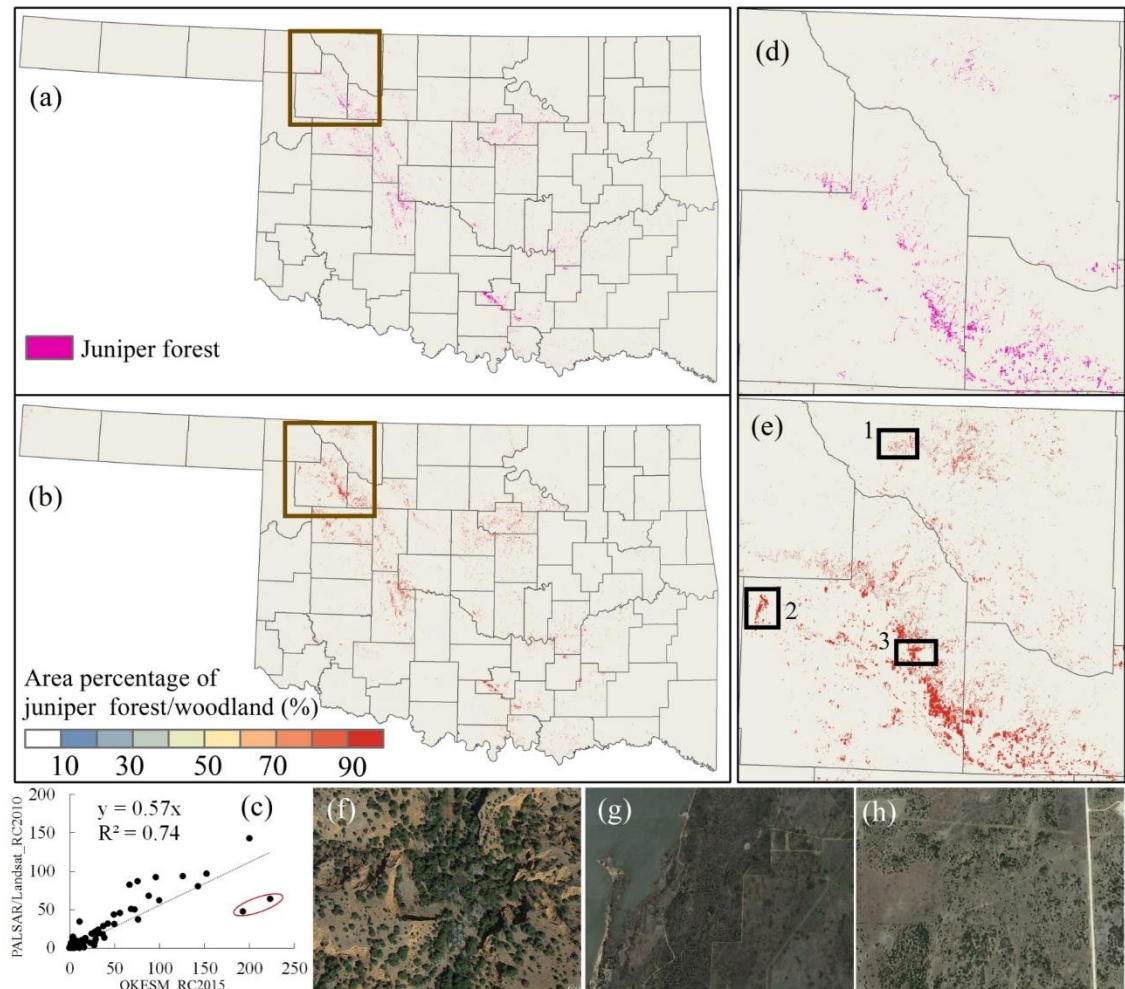 (a)
Juniper forest
(d)
(b)
Area percentage of
juniper forest/woodland (%)
10 30 50 70 90
(e)
1
2
3
(c)
y = 0.57x
R² = 0.74
PALSAR/Landsat_RC2010
200
150
100
50
0
0 50 100 150 200 250
OKESM_RC2015
(f)
(g)
(h)